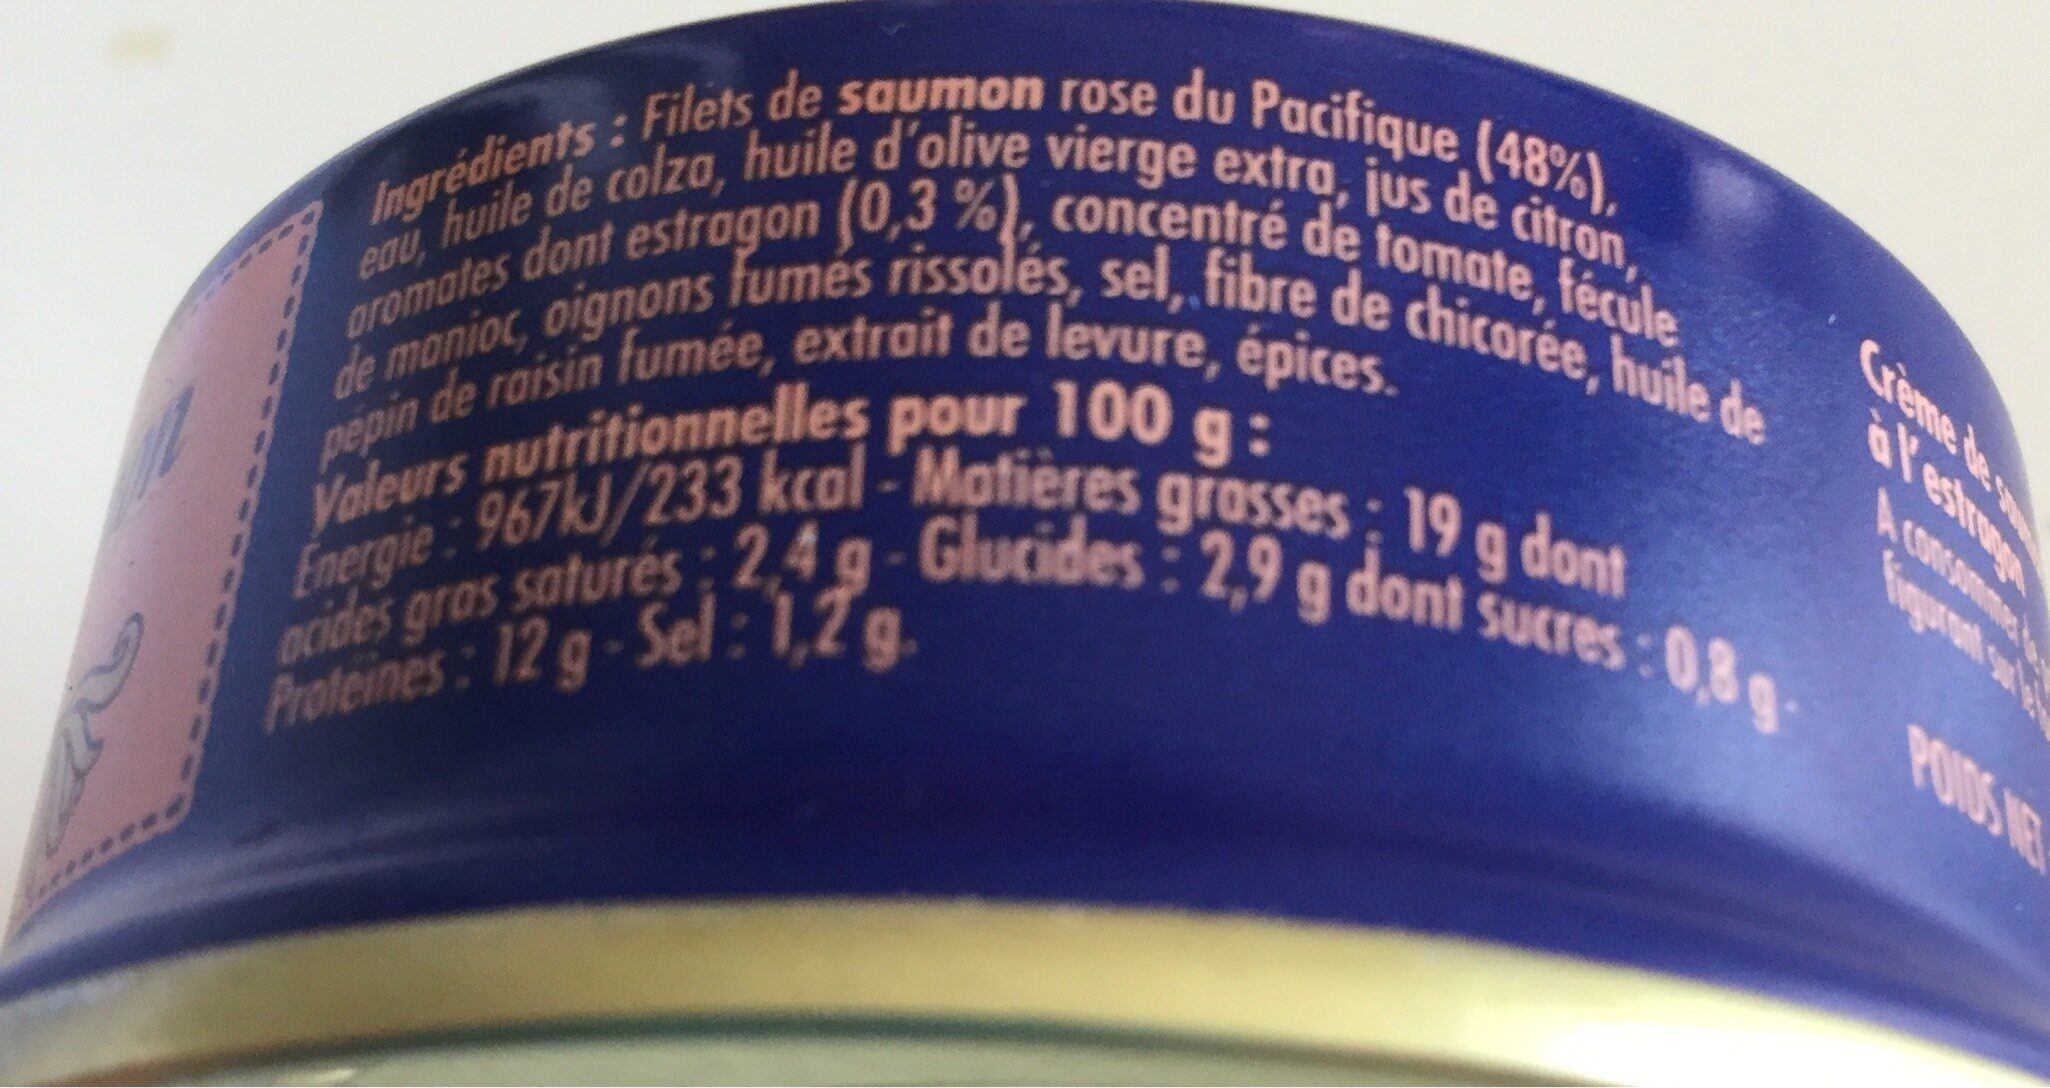 Ingrédients : Filets de saumon rose du Pacifique (48%),
eau, huile de colza, huile d'olive vierge extra, jus de citron,
aromates dont estragon (0,3 %), concentré de tomate, fécule
de manioc, oignons fumés rissolés, sel, fibre de chicorée, huile de
pépin de raisin fumée, extrait de levure, épices.
Valeurs nutritionnelles pour 100 g :
Énergie : 967kJ/233 kcal - Matières grasses : 19 g dont
acides gras saturés : 2,4 g - Glucides : 2,9 g dont sucres : 0,8 g -
Protéines : 12 g - Sel : 1,2 g.
Crème de
à l'estragon
A consommer
figurant sur le
POIDS NET